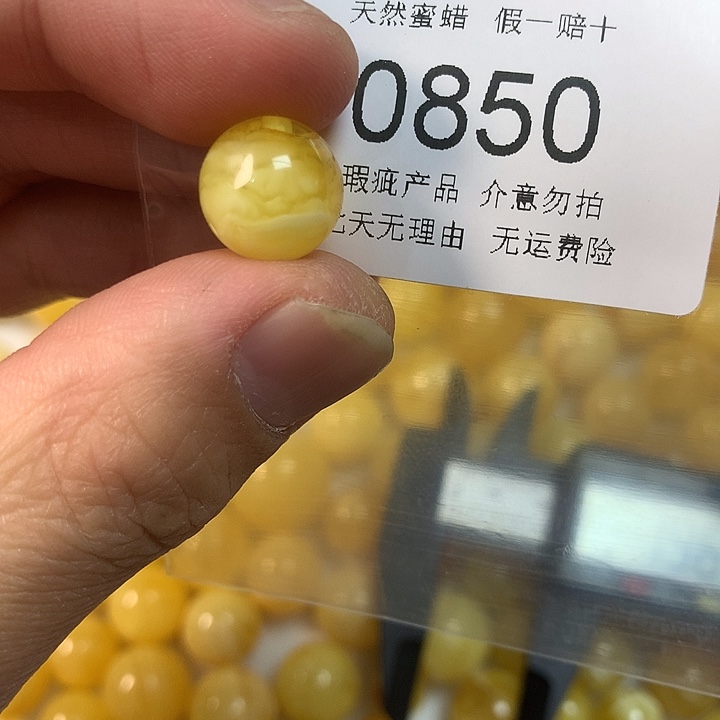 天然蜜蜡 假一赔十
0850
瑕疵产品 介意勿拍
七天无理由 无运费险